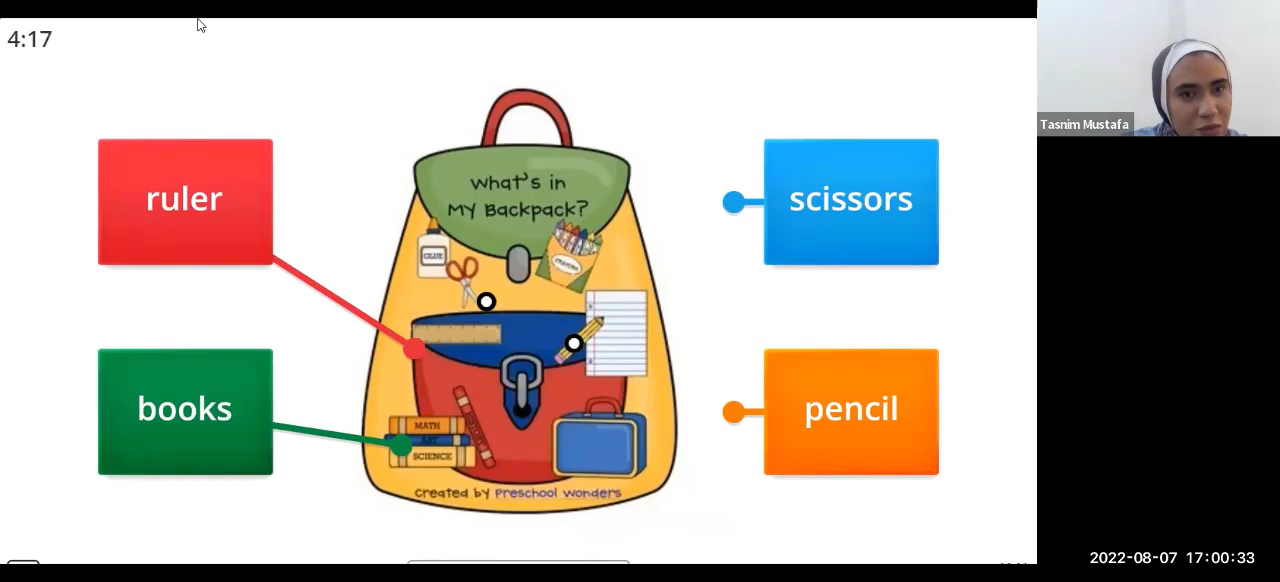 4:17
Tasnim Mustafa
ruler
scissors
What's in
My Backpack?
GLUE
books
pencil
MATH
SCIENCE
Created by Preschool Wonders
2022-08-07 17:00:33